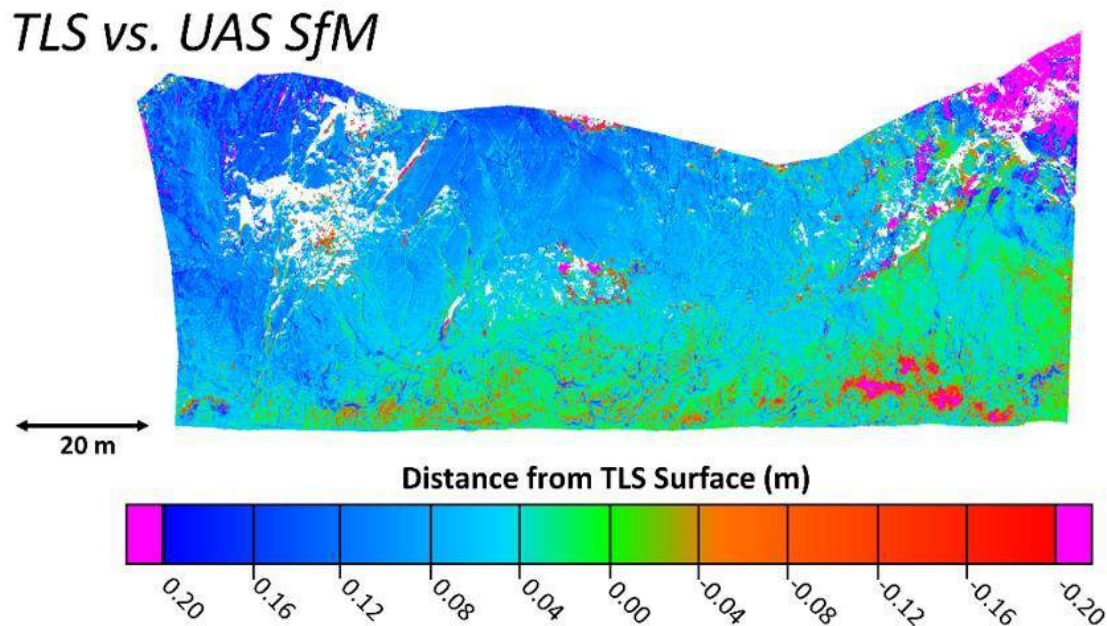 TLS vs. UAS SfM
20 m
Distance from TLS Surface (m)
0.20 0.16 0.12 0.08 0.04 0.00 -0.04 -0.08 -0.12 -0.16 -0.20